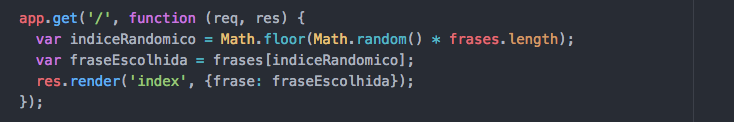 app.get('/', function (req, res) {
  var indiceRandomico = Math.floor(Math.random() * frases.length);
  var fraseEscolhida = frases[indiceRandomico];
  res.render('index', {frase: fraseEscolhida});
});